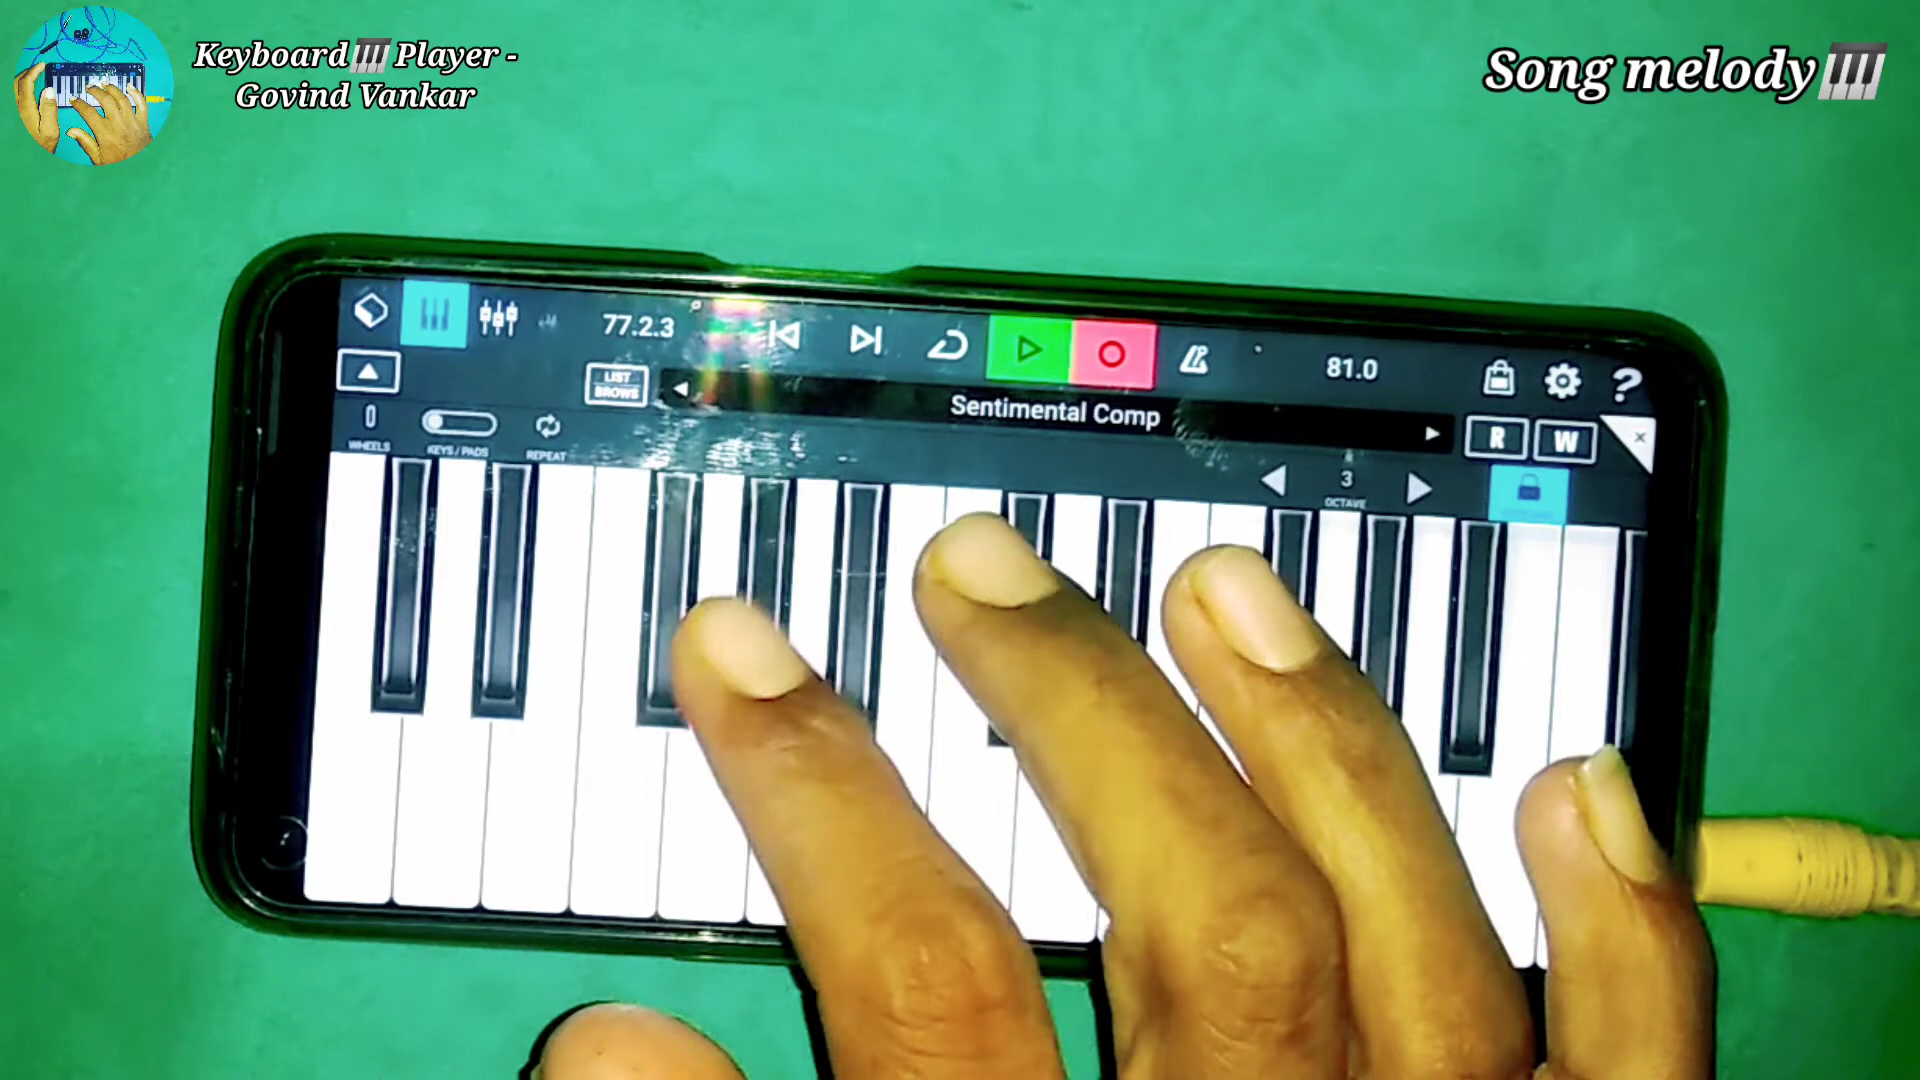 Keyboard🎹Player -
Govind Vankar
Song melody🎹
77.2.3
81.0
LIST
BROWS
Sentimental Comp
R
W
WHEELS
KEYS / PADS
REPEAT
3
OCTAVE